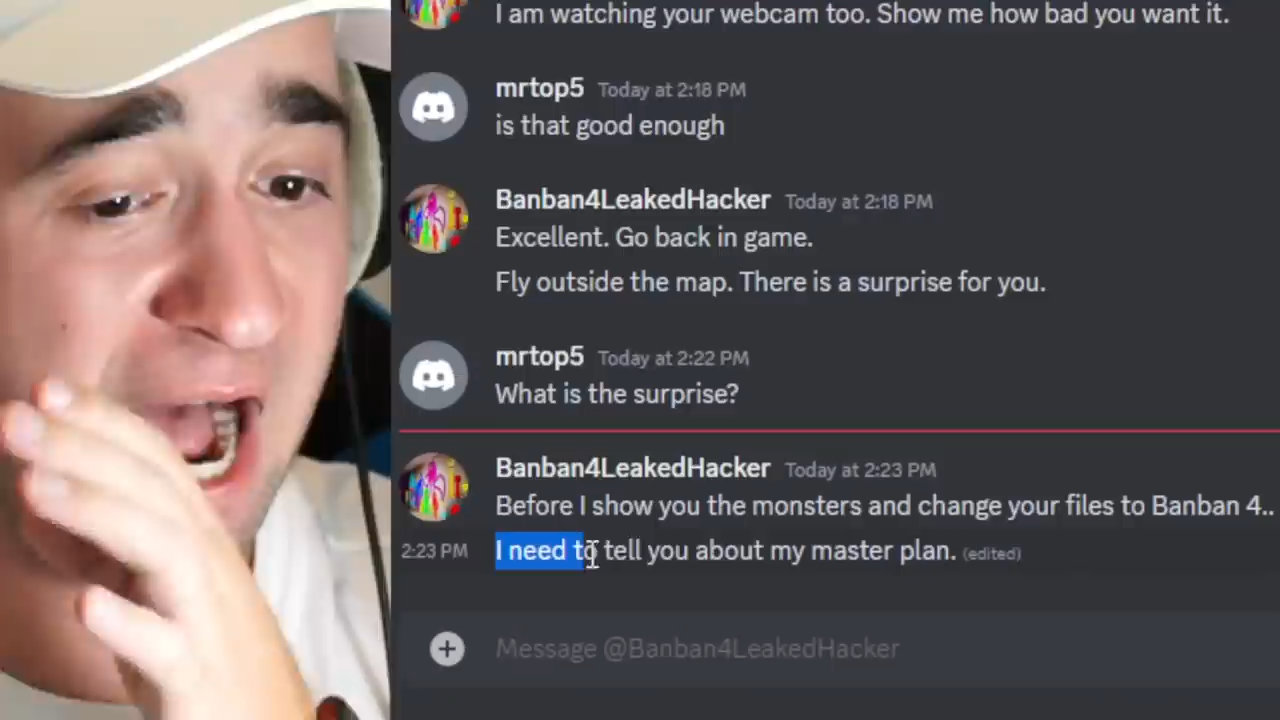 I am watching your webcam too. Show me how bad you want it.
mrtop5 Today at 2:18 PM
is that good enough
Banban4LeakedHacker Today at 2:18 PM
Excellent. Go back in game.
Fly outside the map. There is a surprise for you.
mrtop5 Today at 2:22 PM
What is the surprise?
Banban4LeakedHacker Today at 2:23 PM
Before I show you the monsters and change your files to Banban 4..
2:23 PM I need to tell you about my master plan. (edited)
Message @Banban4LeakedHacker